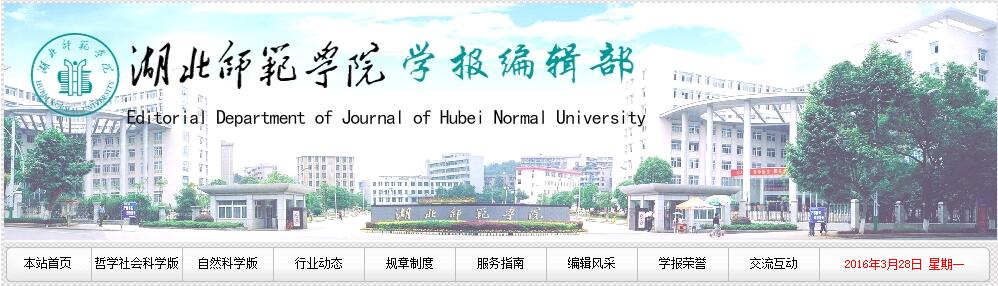 湖北师范学院
HUBEI NORMAL UNIVERSITY
湖北師範學院 学报编辑部
Editorial Department of Journal of Hubei Normal University
湖北師範学院
本站首页 哲学社会科学版 自然科学版 行业动态 规章制度 服务指南 编辑风采 学报荣誉 交流互动 2016年3月28日 星期一